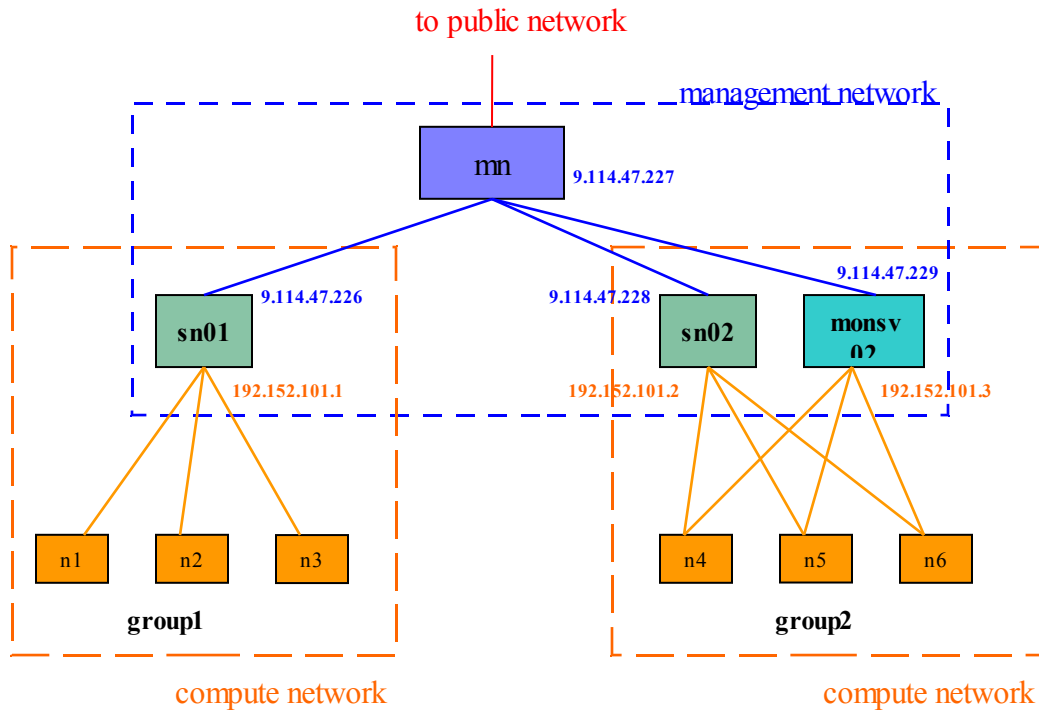 to public network
management network
mn
9.114.47.227
9.114.47.229
9.114.47.226
9.114.47.228
sn01
sn02
monsv
02
192.152.101.1
192.152.101.2
192.152.101.3
n1
n2
n3
n4
n5
n6
group1
group2
compute network
compute network